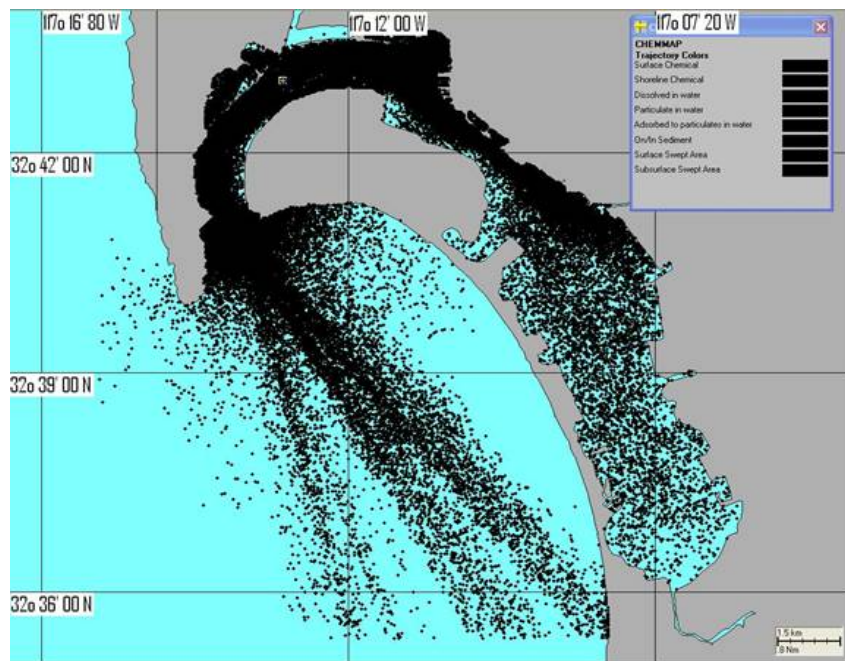 117o 16' 80 W
117o 12' 00 W
117o 07' 20 W
CHEMMAP
Trajectory Colors
Surface Chemical
Shoreline Chemical
Dissolved in water
Particulate in water
Adsorbed to particulates in water
On/In Sediment
Surface Swept Area
Subsurface Swept Area
32o 42' 00 N
32o 39' 00 N
32o 36' 00 N
1.5 km
.8 Nm